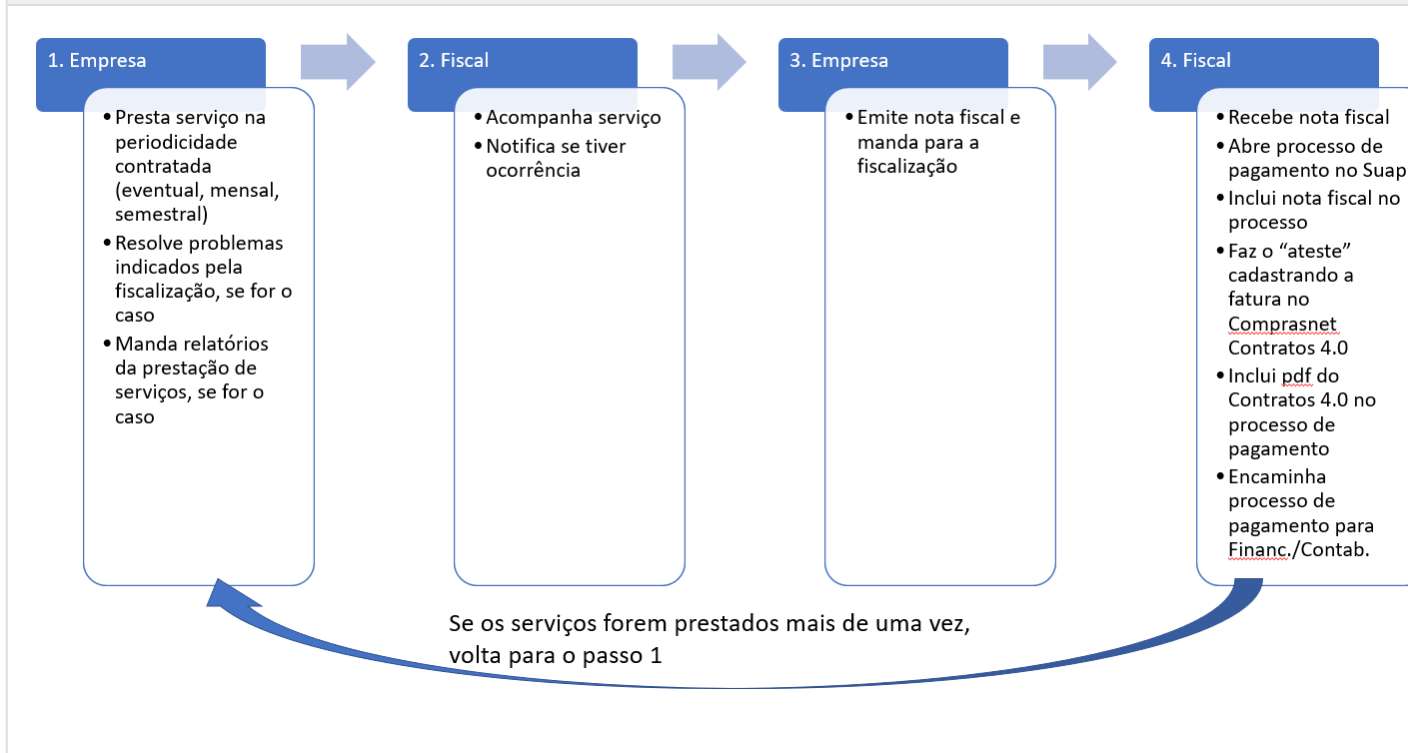 1. Empresa
• Presta serviço na
periodicidade
contratada
(eventual, mensal,
semestral)
• Resolve problemas
indicados pela
fiscalização, se for o
caso
• Manda relatórios
da prestação de
serviços, se for o
caso
2. Fiscal
• Acompanha serviço
• Notifica se tiver
ocorrência
3. Empresa
• Emite nota fiscal e
manda para a
fiscalização
4. Fiscal
• Recebe nota fiscal
• Abre processo de
pagamento no Suap
• Inclui nota fiscal no
processo
• Faz o “ateste”
cadastrando a
fatura no
Comprasnet
Contratos 4.0
• Inclui pdf do
Contratos 4.0 no
processo de
pagamento
• Encaminha
processo de
pagamento para
Financ./Contab.
Se os serviços forem prestados mais de uma vez,
volta para o passo 1